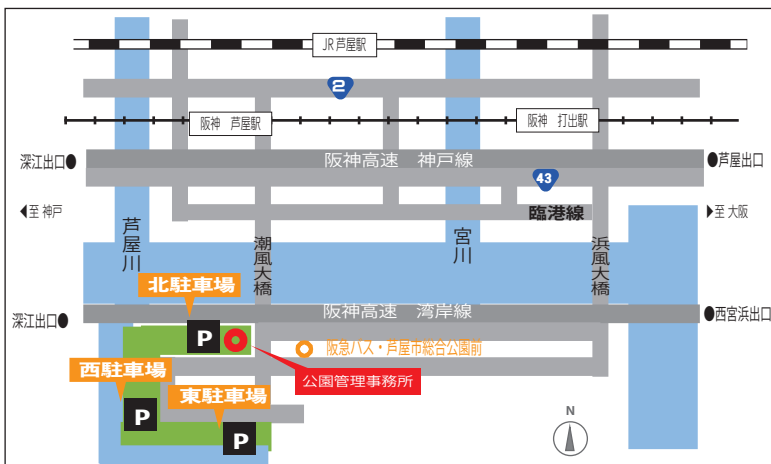 JR芦屋駅
2
阪神　芦屋駅
阪神　打出駅
深江出口
阪神高速　神戸線
芦屋出口
43
至 神戸
臨港線
至 大阪
芦屋川
潮風大橋
宮川
浜風大橋
北駐車場
深江出口
阪神高速　湾岸線
西宮浜出口
P
阪急バス・芦屋市総合公園前
西駐車場
公園管理事務所
東駐車場
P
P
N